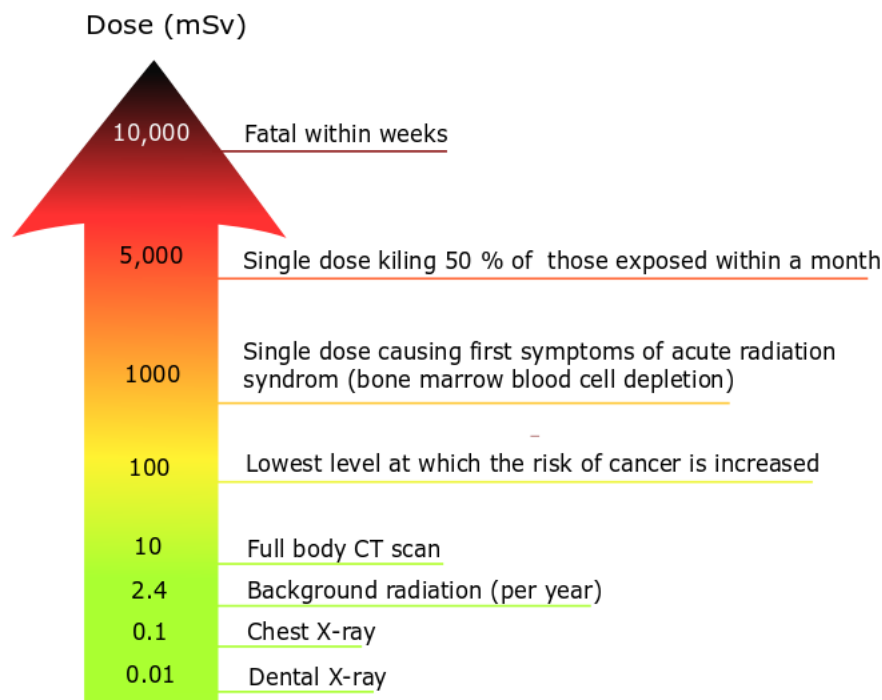 Dose (mSv)
10,000 Fatal within weeks
5,000 Single dose kiling 50 % of those exposed within a month
1000 Single dose causing first symptoms of acute radiation
syndrom (bone marrow blood cell depletion)
100 Lowest level at which the risk of cancer is increased
10 Full body CT scan
2.4 Background radiation (per year)
0.1 Chest X-ray
0.01 Dental X-ray